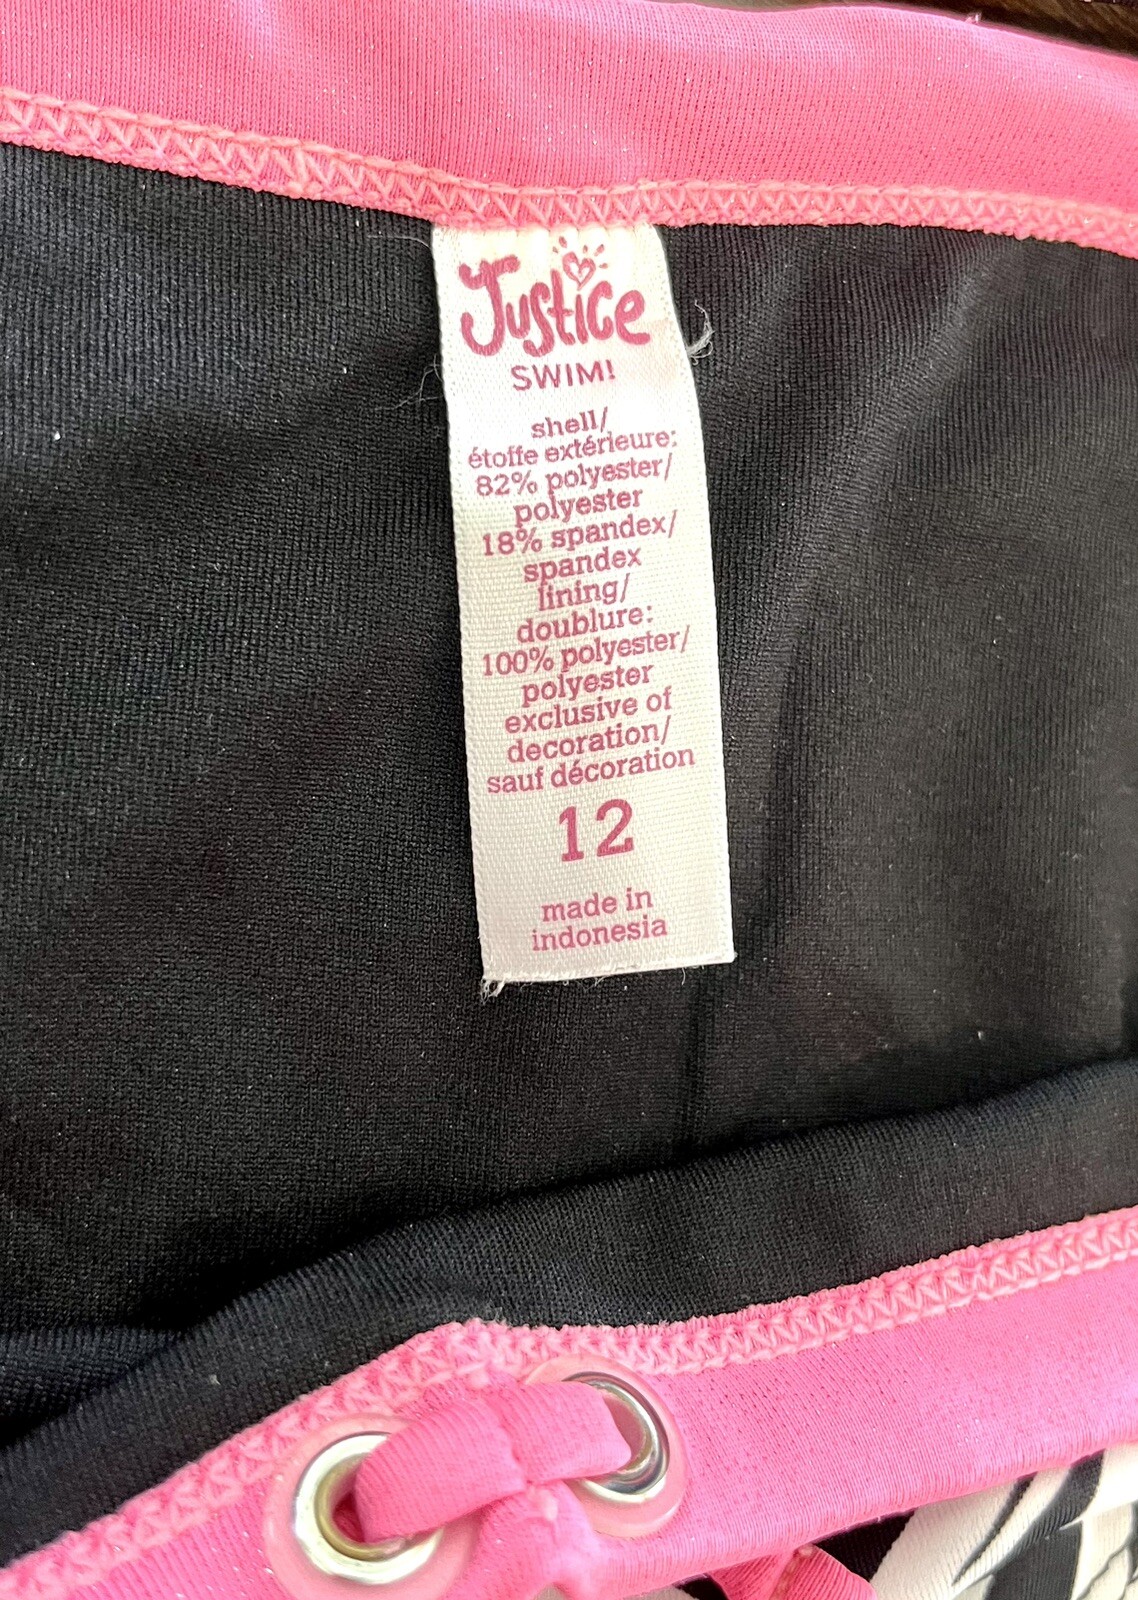 Justice
SWIM!
shell/
étoffe extérieure:
82% polyester/
polyester
18% spandex/
spandex
lining/
doublure:
100% polyester/
polyester
exclusive of
decoration/
sauf décoration
12
made in
indonesia